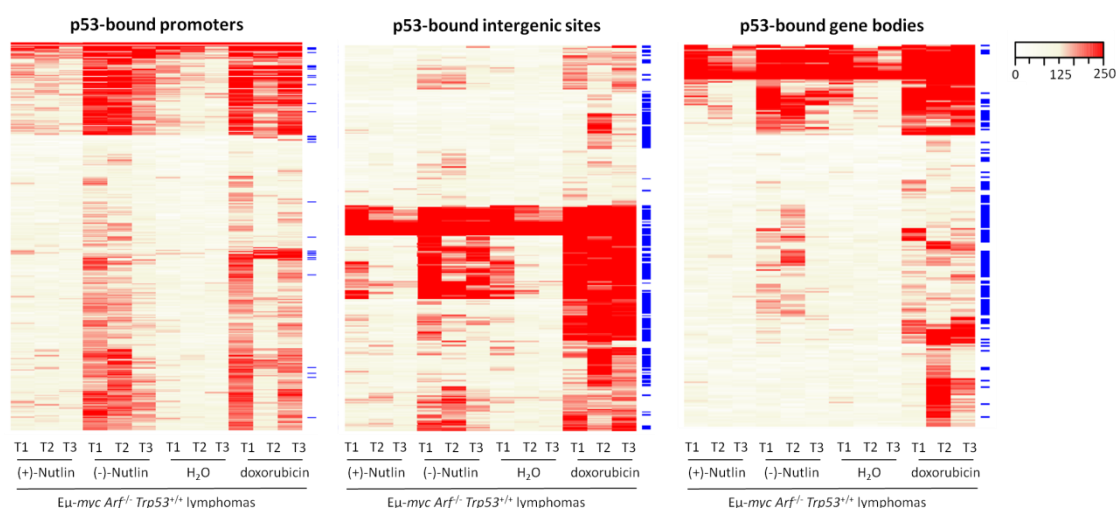 p53-bound promoters
p53-bound intergenic sites
p53-bound gene bodies
0 125 250
T1 T2 T3 T1 T2 T3 T1 T2 T3 T1 T2 T3
(+)-Nutlin (-)-Nutlin H₂O doxorubicin
Eμ-myc Arf⁻/⁻ Trp53⁺/⁺ lymphomas
T1 T2 T3 T1 T2 T3 T1 T2 T3 T1 T2 T3
(+)-Nutlin (-)-Nutlin H₂O doxorubicin
Eμ-myc Arf⁻/⁻ Trp53⁺/⁺ lymphomas
T1 T2 T3 T1 T2 T3 T1 T2 T3 T1 T2 T3
(+)-Nutlin (-)-Nutlin H₂O doxorubicin
Eμ-myc Arf⁻/⁻ Trp53⁺/⁺ lymphomas